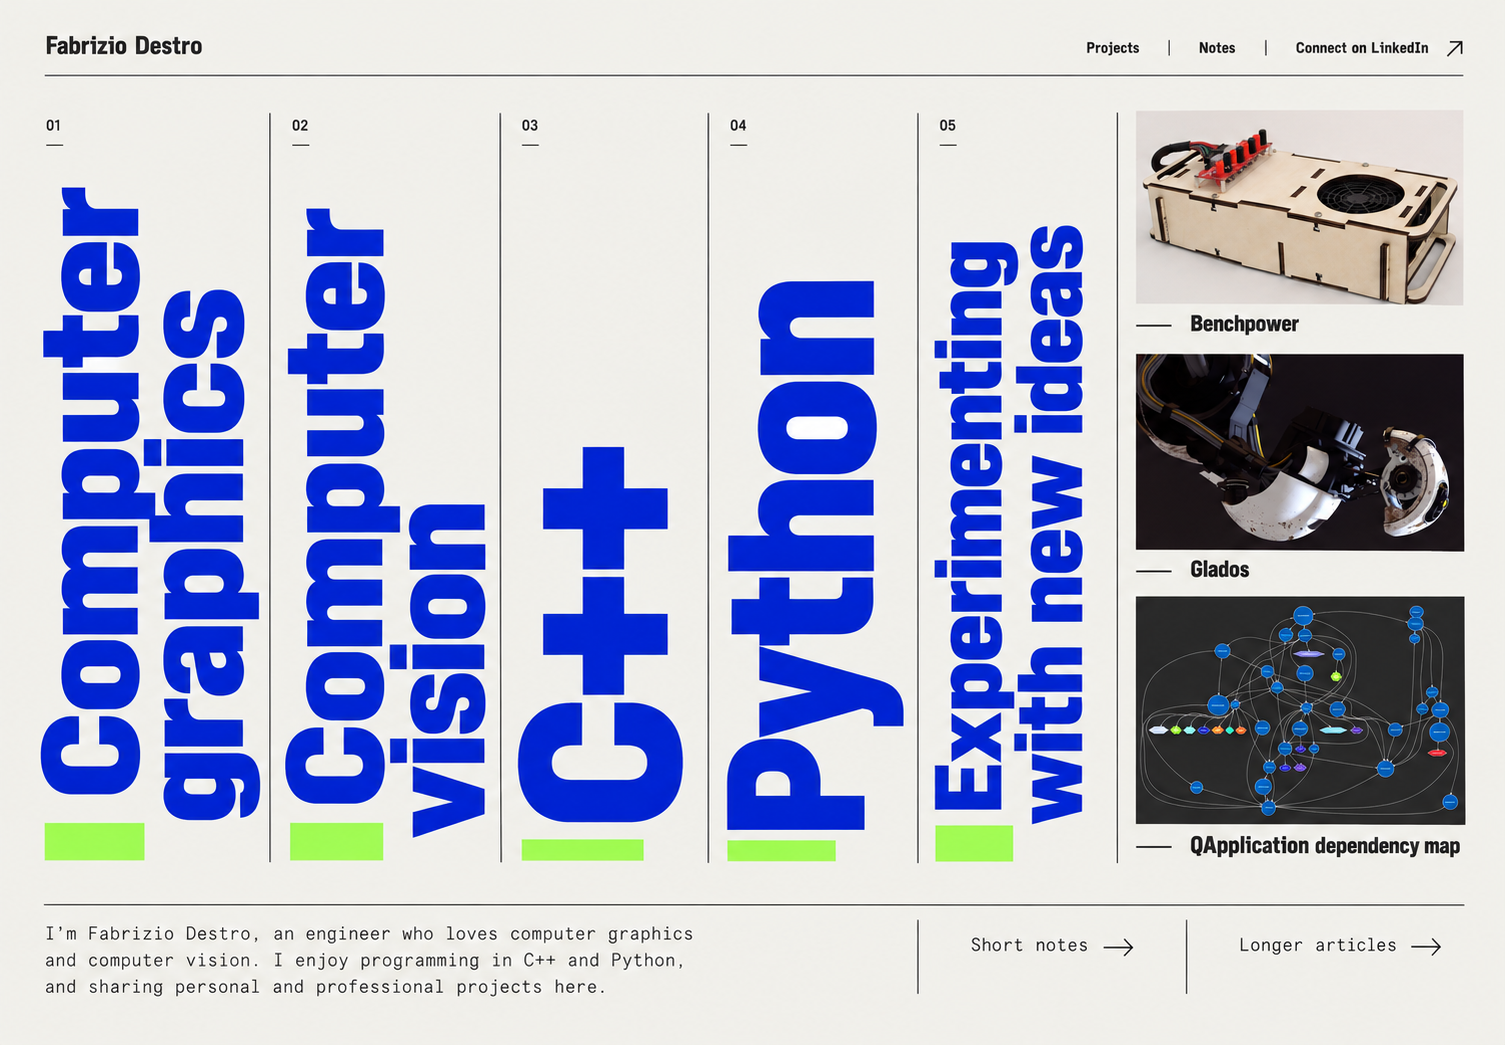 Fabrizio Destro
Projects
Notes
Connect on LinkedIn
01
Computer
graphics
02
Computer
vision
03
C++
04
Python
05
Experimenting
with new ideas
Benchpower
Glados
QApplication dependency map
I'm Fabrizio Destro, an engineer who loves computer graphics
and computer vision. I enjoy programming in C++ and Python,
and sharing personal and professional projects here.
Short notes
Longer articles